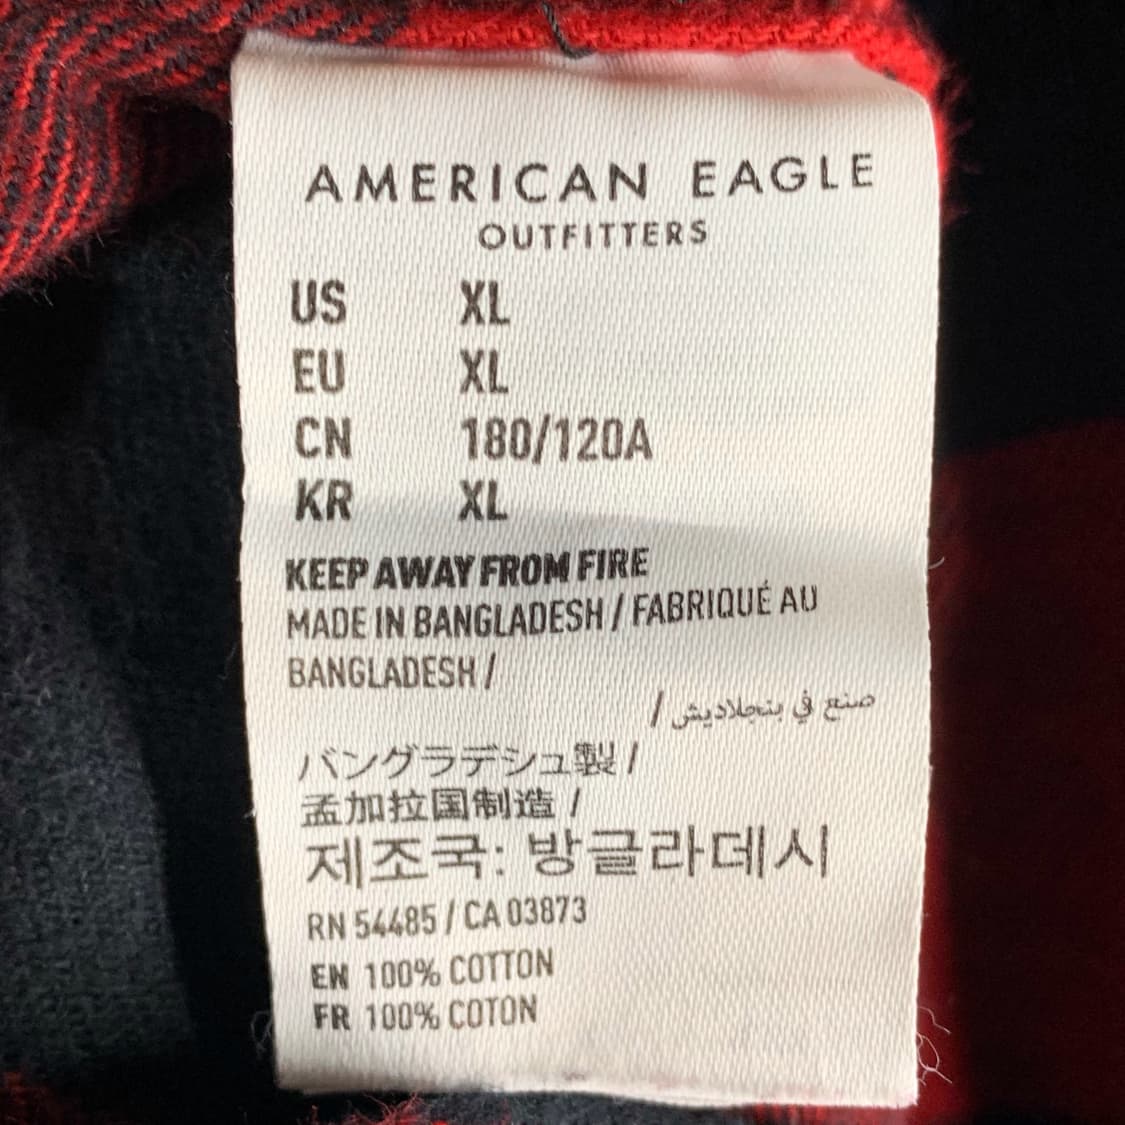 AMERICAN EAGLE
OUTFITTERS
US XL
EU XL
CN 180/120A
KR XL
KEEP AWAY FROM FIRE
MADE IN BANGLADESH / FABRIQUÉ AU
BANGLADESH /
صنع في بنجلاديش /
バングラデシュ製 /
孟加拉国制造 /
제조국: 방글라데시
RN 54485 / CA 03873
EN 100% COTTON
FR 100% COTON